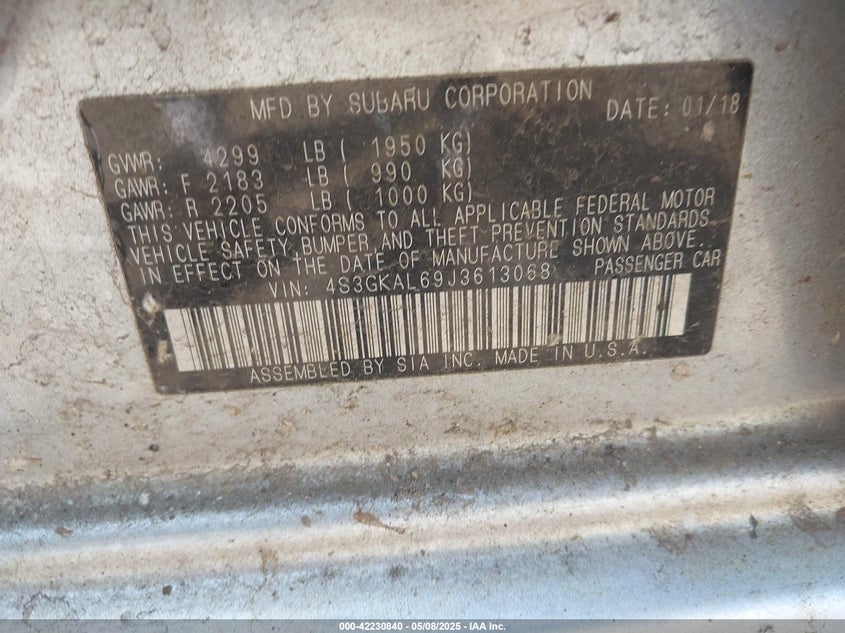 MFD BY SUBARU CORPORATION DATE: 01/18
GVWR: 4299 LB ( 1950 KG)
GAWR: F 2183 LB ( 990 KG)
GAWR: R 2205 LB ( 1000 KG)
THIS VEHICLE CONFORMS TO ALL APPLICABLE FEDERAL MOTOR
VEHICLE SAFETY, BUMPER, AND THEFT PREVENTION STANDARDS
IN EFFECT ON THE DATE OF MANUFACTURE SHOWN ABOVE.
VIN: 4S3GKAL69J3613068 PASSENGER CAR
ASSEMBLED BY SIA INC. MADE IN U.S.A.
000-42230840 - 05/08/2025 - IAA Inc.